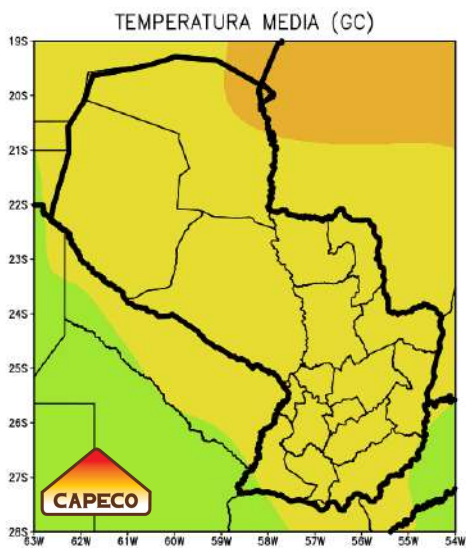 TEMPERATURA MEDIA (GC)
19S
20S
21S
22S
23S
24S
25S
26S
27S
28S
CAPECO
63W 62W 61W 60W 59W 58W 57W 56W 55W 54W